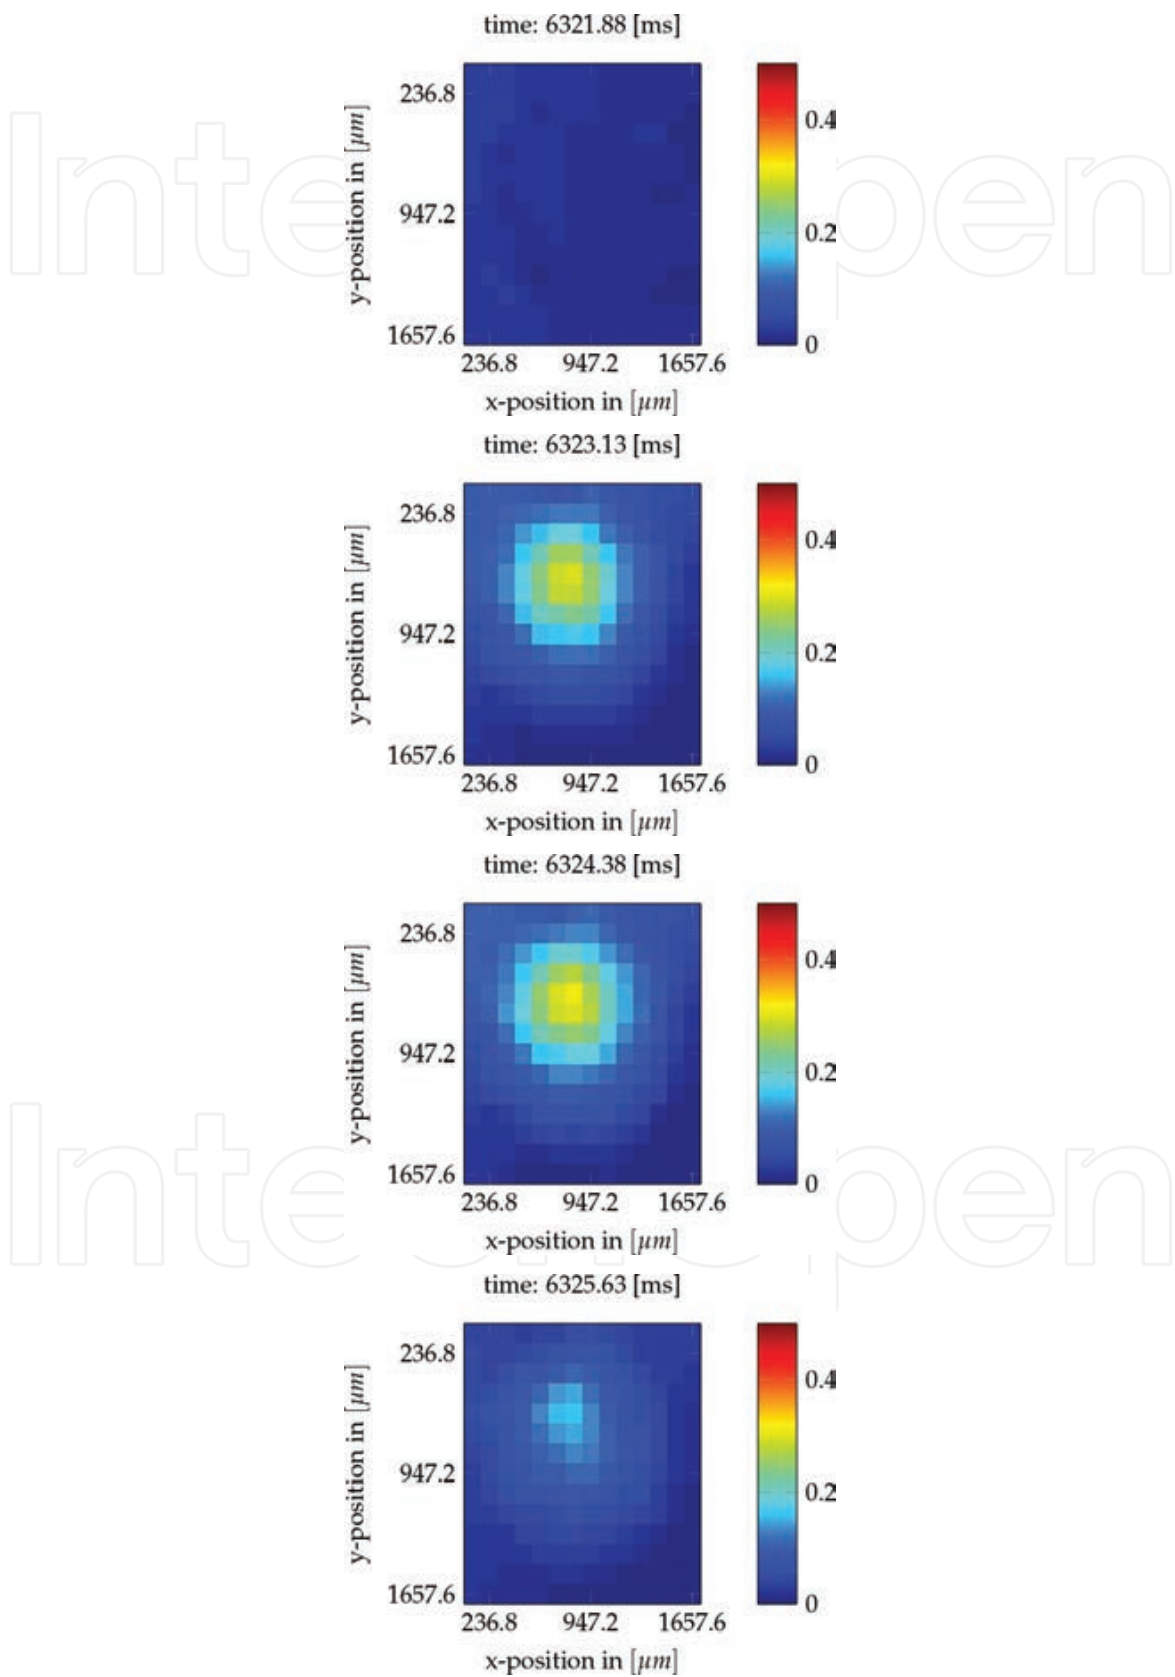 time: 6321.88 [ms]
y-position in [μm]
236.8
947.2
1657.6
236.8 947.2 1657.6
x-position in [μm]
0.4
0.2
0
time: 6323.13 [ms]
y-position in [μm]
236.8
947.2
1657.6
236.8 947.2 1657.6
x-position in [μm]
0.4
0.2
0
time: 6324.38 [ms]
y-position in [μm]
236.8
947.2
1657.6
236.8 947.2 1657.6
x-position in [μm]
0.4
0.2
0
time: 6325.63 [ms]
y-position in [μm]
236.8
947.2
1657.6
236.8 947.2 1657.6
x-position in [μm]
0.4
0.2
0